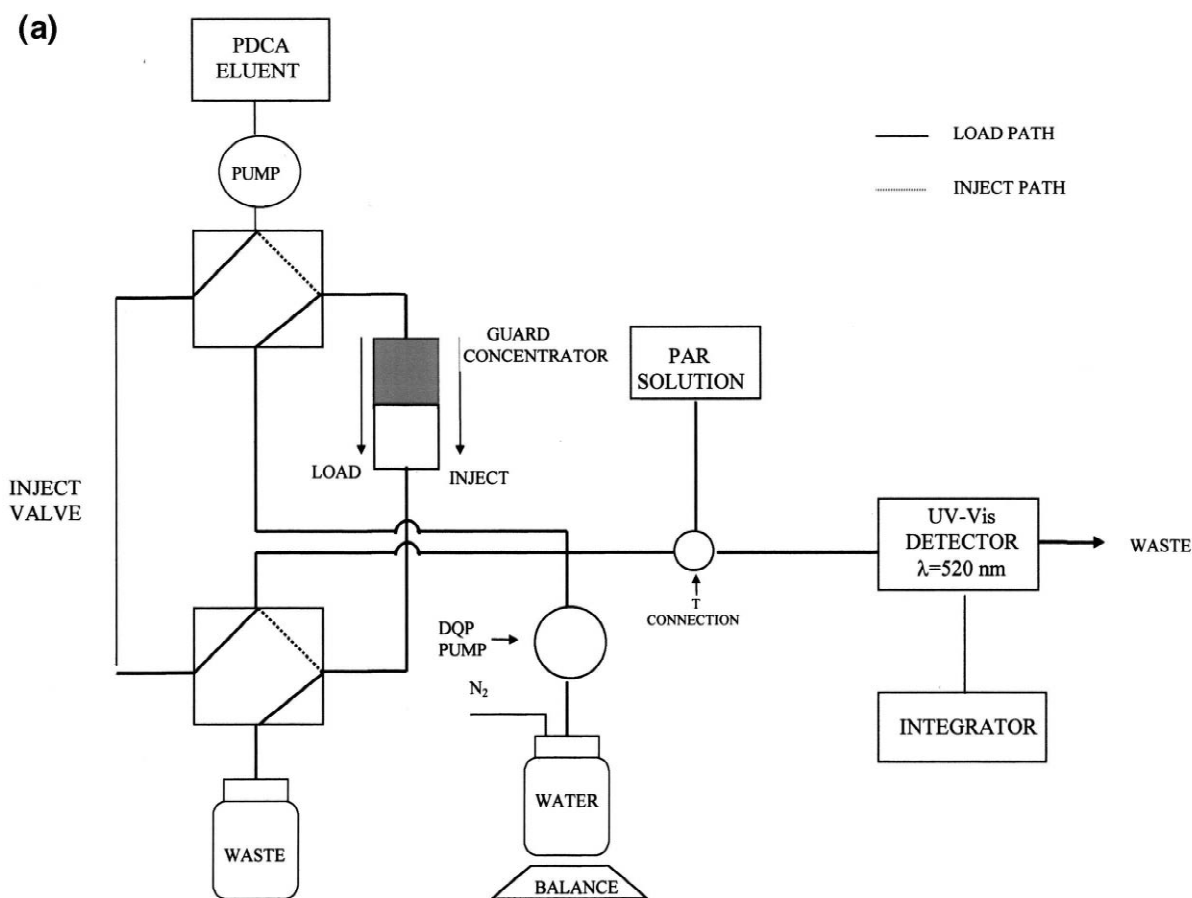 (a)
PDCA
ELUENT
PUMP
LOAD PATH
INJECT PATH
GUARD
CONCENTRATOR
PAR
SOLUTION
LOAD
INJECT
INJECT
VALVE
UV-Vis
DETECTOR
λ=520 nm
WASTE
T
CONNECTION
DQP
PUMP
N₂
INTEGRATOR
WATER
WASTE
BALANCE